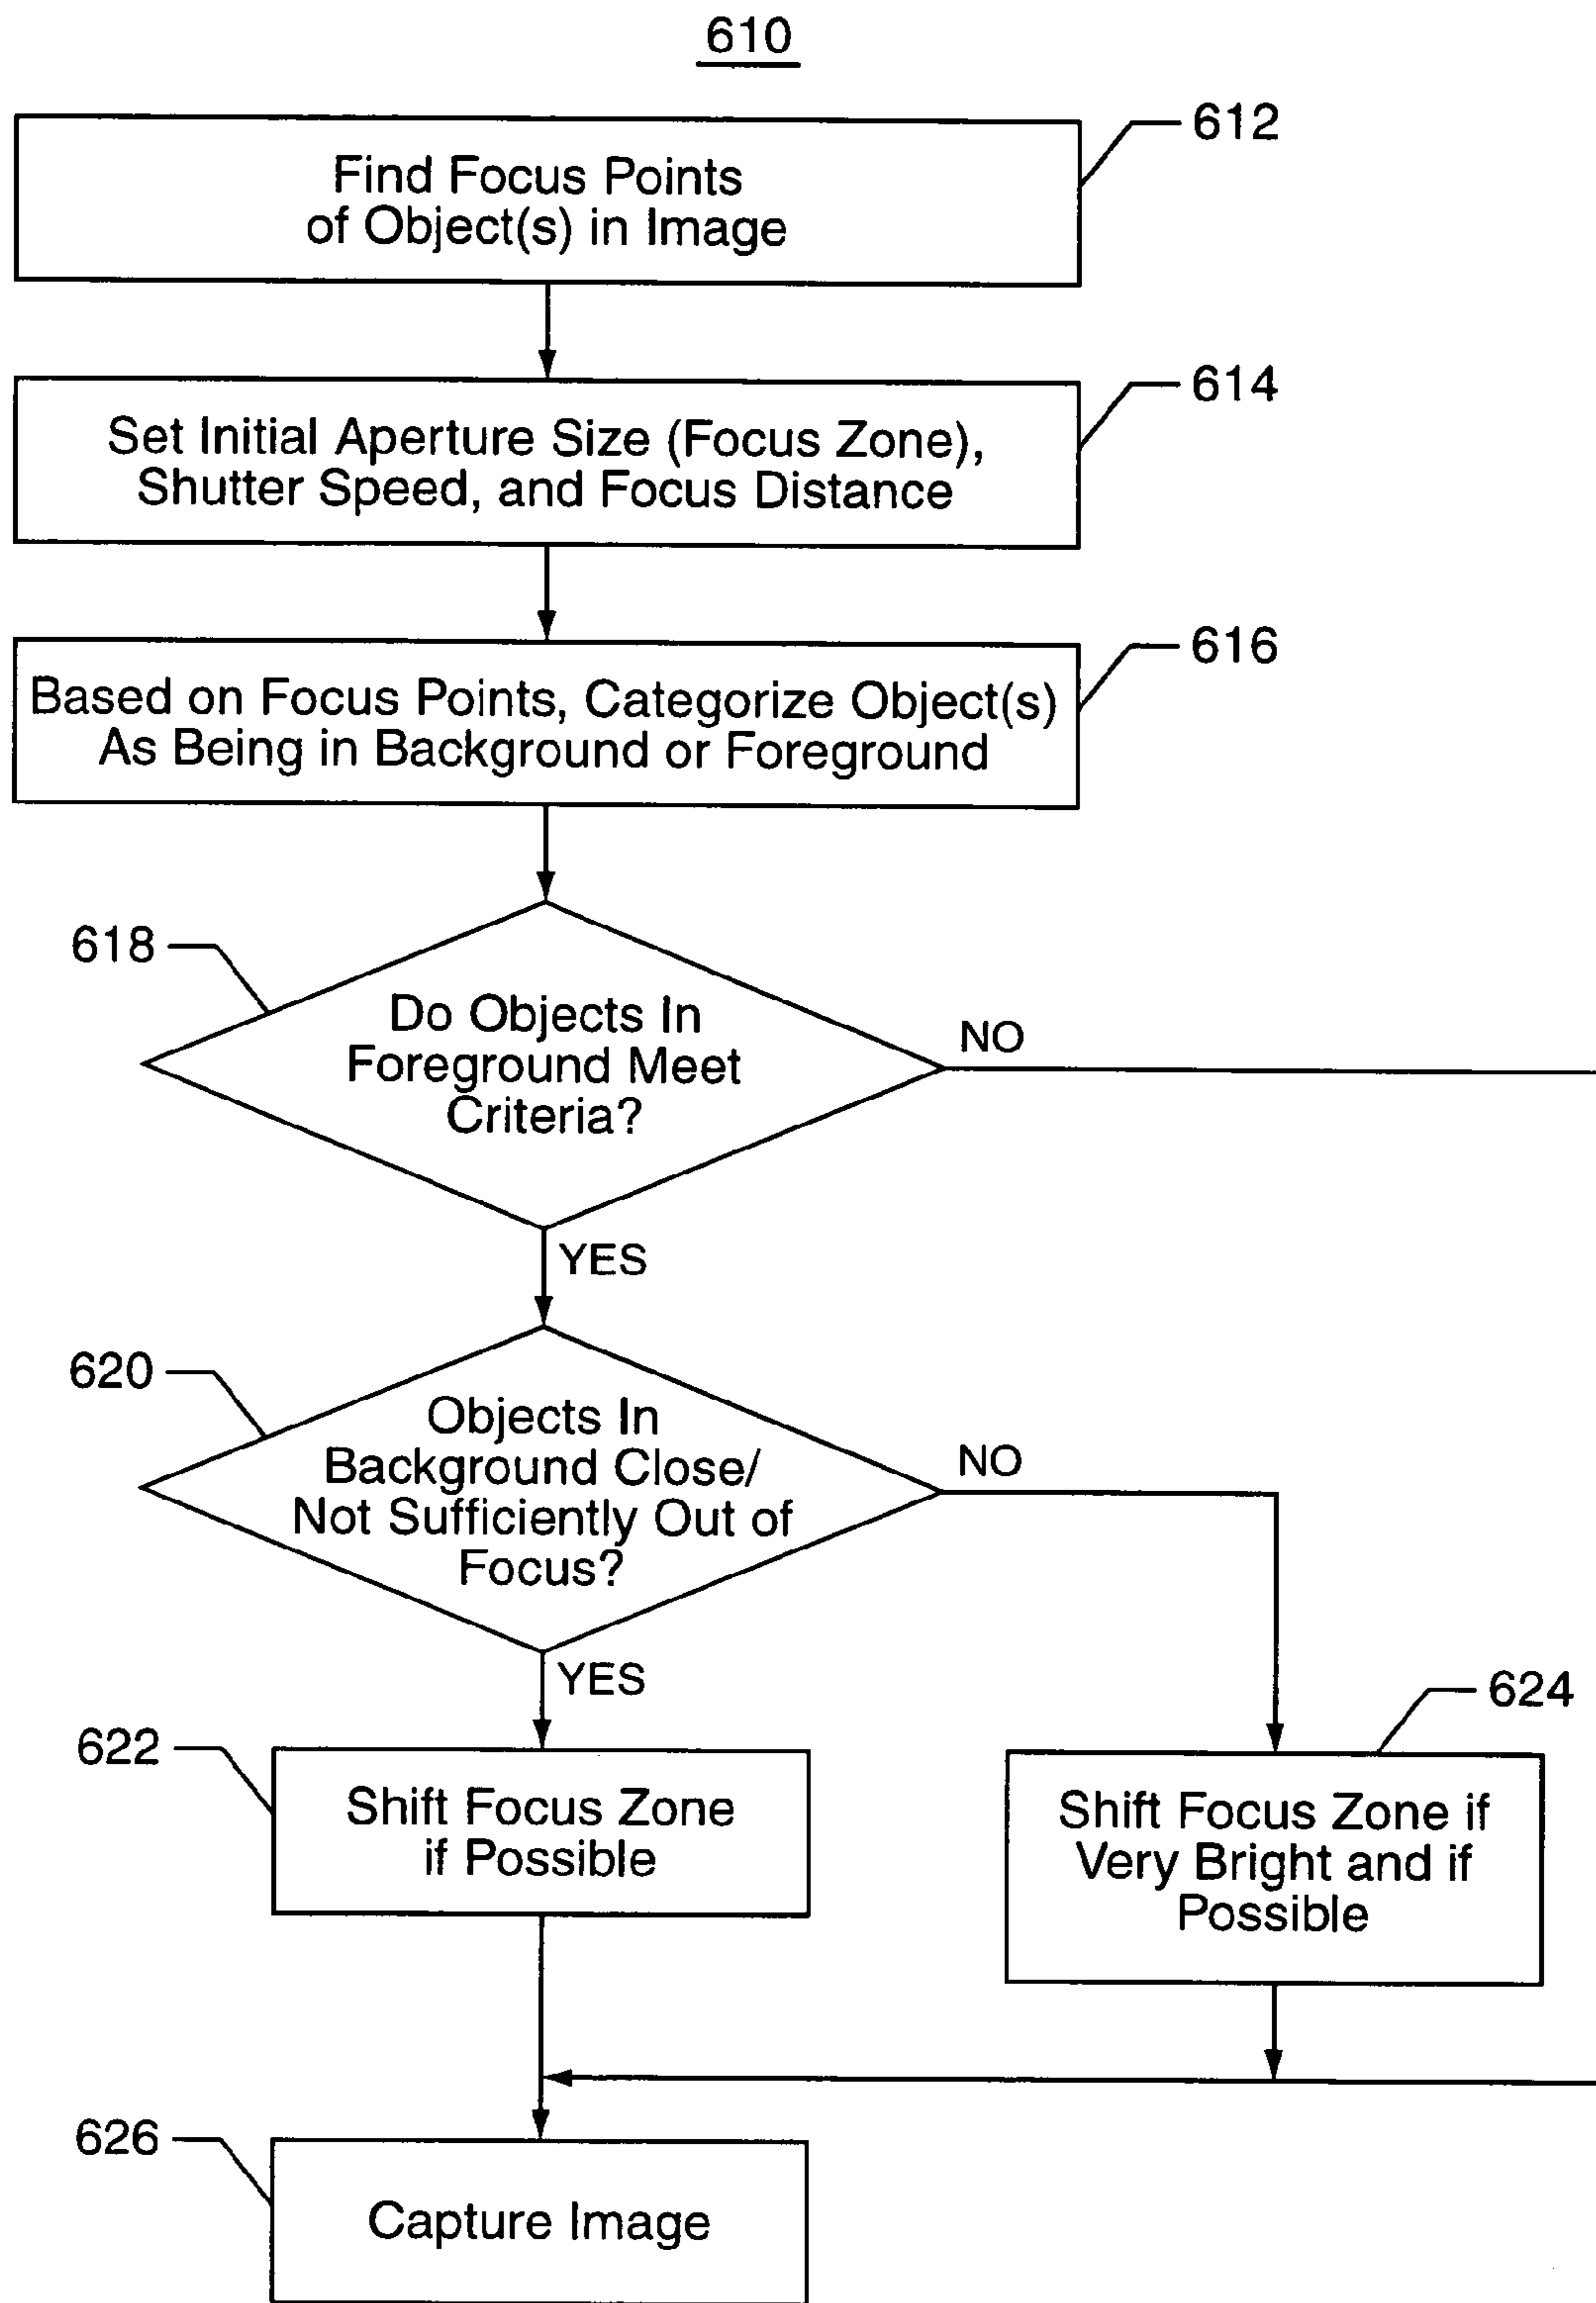 610
612
Find Focus Points
of Object(s) in Image
614
Set Initial Aperture Size (Focus Zone),
Shutter Speed, and Focus Distance
616
Based on Focus Points, Categorize Object(s)
As Being in Background or Foreground
618
Do Objects In
Foreground Meet
Criteria?
NO
YES
620
Objects In
Background Close/
Not Sufficiently Out of
Focus?
NO
YES
622
Shift Focus Zone
if Possible
624
Shift Focus Zone if
Very Bright and if
Possible
626
Capture Image